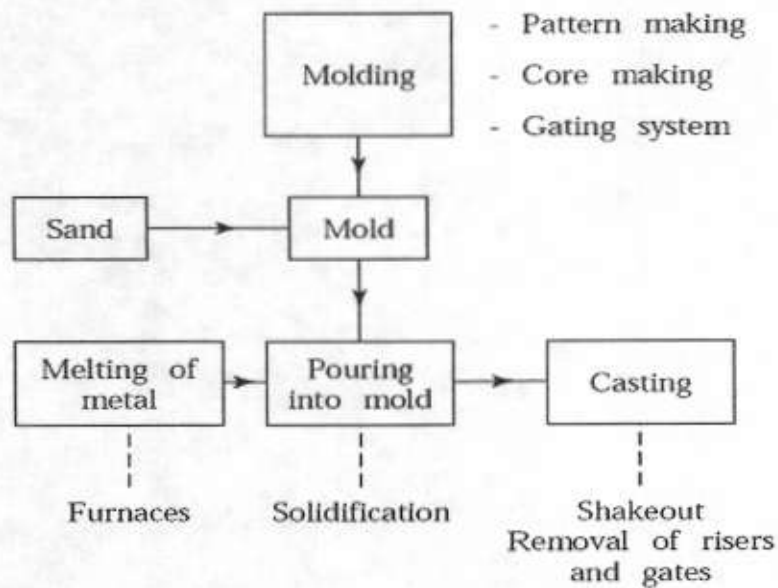 Molding
- Pattern making
- Core making
- Gating system
Sand
Mold
Melting of
metal
Pouring
into mold
Casting
Furnaces
Solidification
Shakeout
Removal of risers
and gates